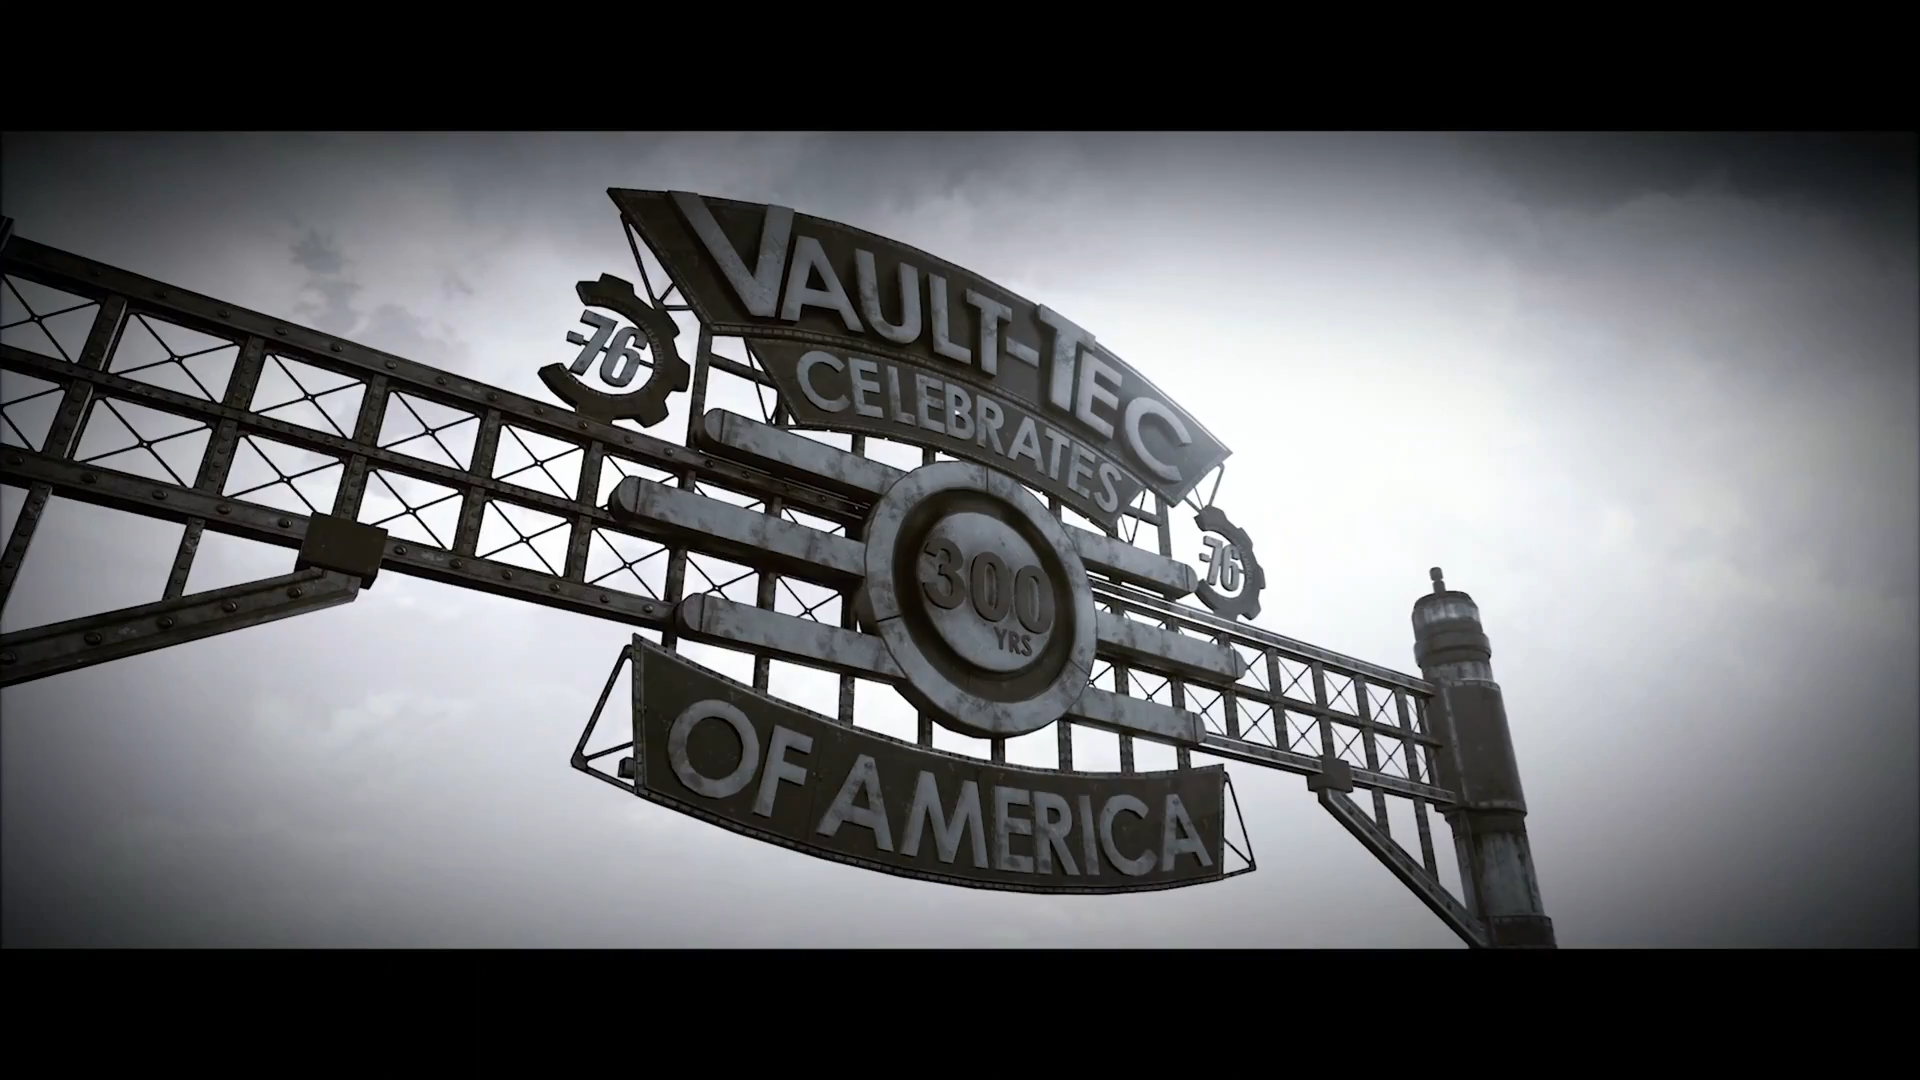 VAULT-TEC
CELEBRATES
76
76
300
YRS
OF AMERICA